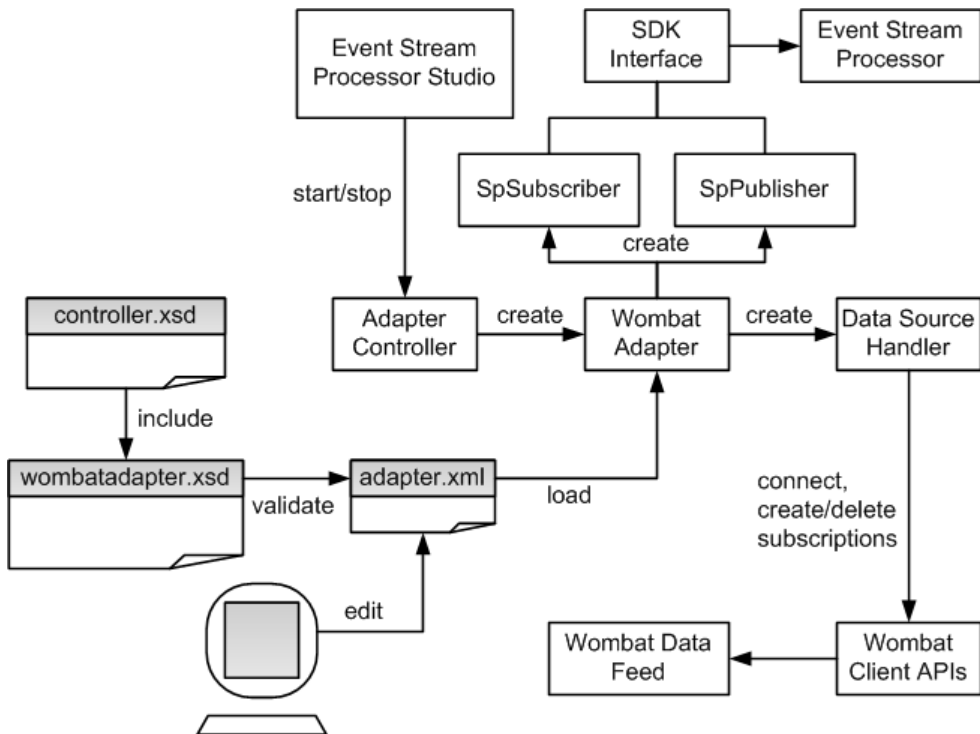 Event Stream
Processor Studio
SDK
Interface
Event Stream
Processor
start/stop
SpSubscriber
SpPublisher
create
controller.xsd
Adapter
Controller
create
Wombat
Adapter
create
Data Source
Handler
include
wombatadapter.xsd
validate
adapter.xml
load
connect,
create/delete
subscriptions
edit
Wombat Data
Feed
Wombat
Client APIs